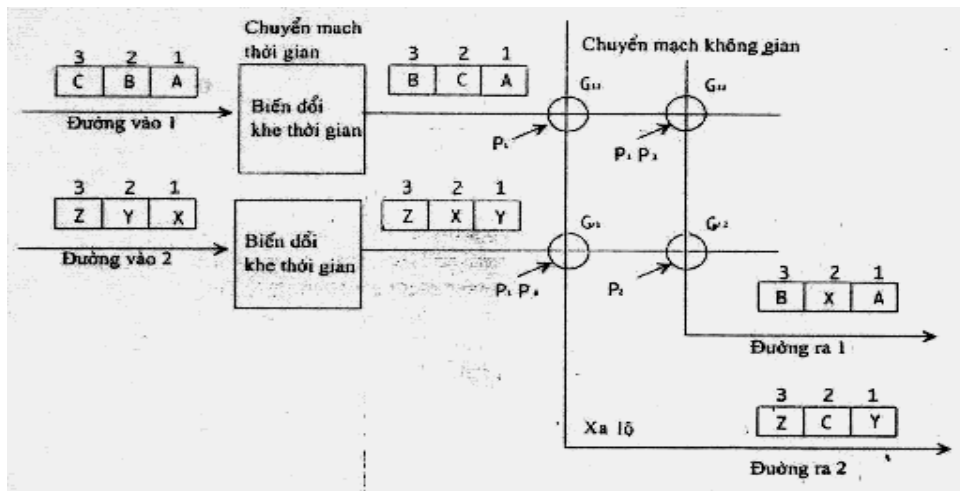 Chuyển mạch
thời gian
Chuyển mạch không gian
3 2 1
C B A
Đường vào 1
Biến đổi
khe thời gian
3 2 1
B C A
P₁
G₁₁
P₁ P₃
3 2 1
Z Y X
Đường vào 2
Biến đổi
khe thời gian
3 2 1
Z X Y
P₂
3 2 1
B X A
Đường ra 1
Xa lộ
3 2 1
Z C Y
Đường ra 2